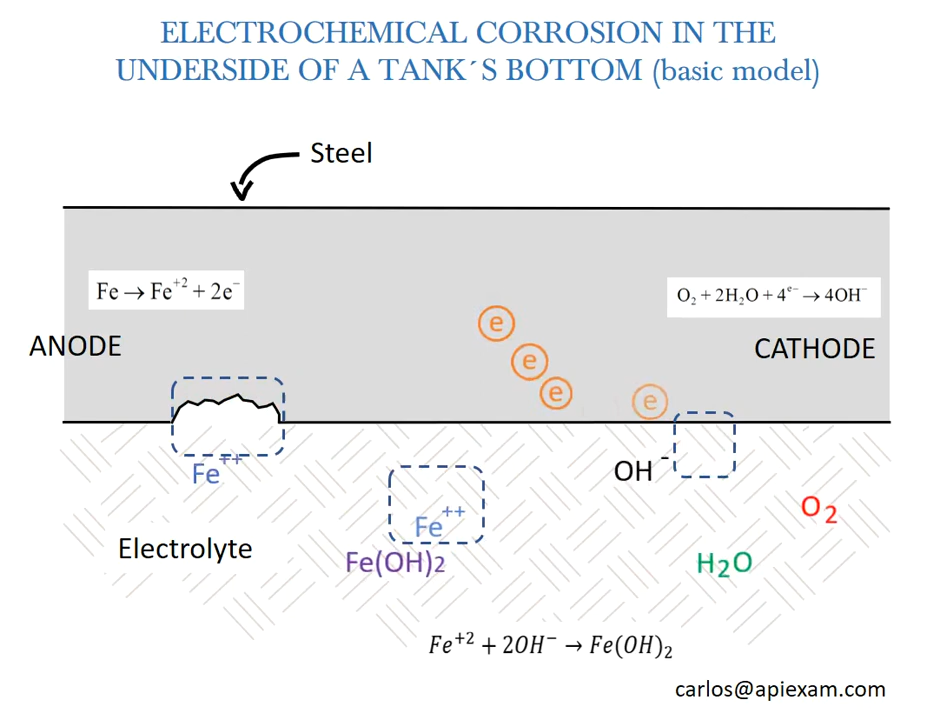 ELECTROCHEMICAL CORROSION IN THE
UNDERSIDE OF A TANK´S BOTTOM (basic model)
Steel
Fe → Fe⁺² + 2e⁻
O₂ + 2H₂O + 4ᵉ⁻ → 4OH⁻
ANODE
CATHODE
e
e
e
e
Fe⁺⁺
OH⁻
Fe⁺⁺
O₂
Electrolyte
Fe(OH)₂
H₂O
Fe⁺² + 2OH⁻ → Fe(OH)₂
carlos@apiexam.com